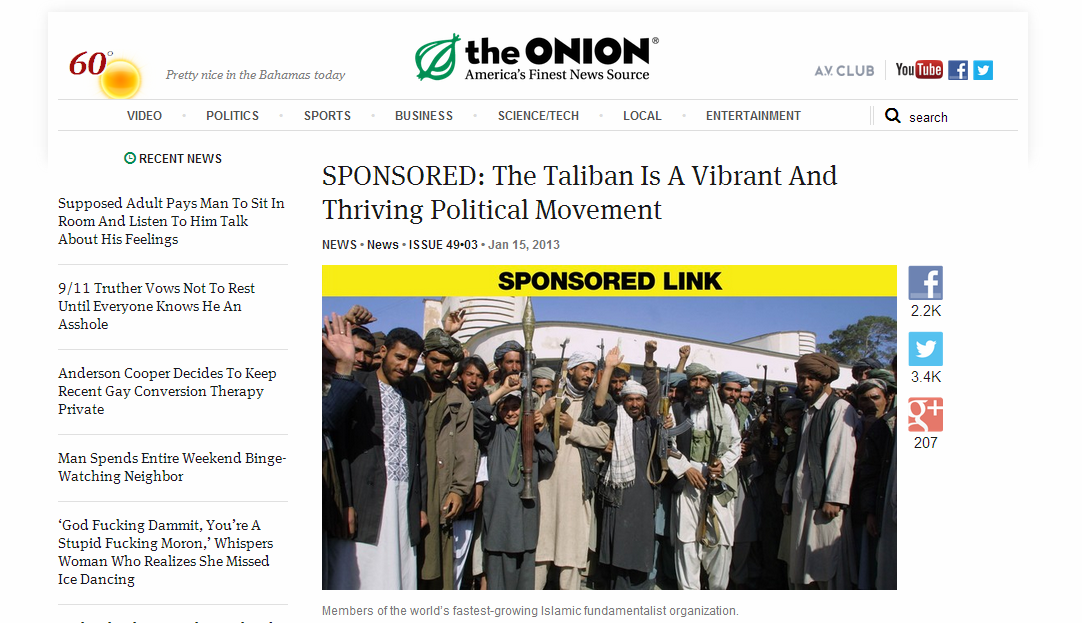 60°
Pretty nice in the Bahamas today
the ONION®
America's Finest News Source
A.V. CLUB
YouTube
VIDEO • POLITICS • SPORTS • BUSINESS • SCIENCE/TECH • LOCAL • ENTERTAINMENT
search
RECENT NEWS
Supposed Adult Pays Man To Sit In
Room And Listen To Him Talk
About His Feelings
9/11 Truther Vows Not To Rest
Until Everyone Knows He An
Asshole
Anderson Cooper Decides To Keep
Recent Gay Conversion Therapy
Private
Man Spends Entire Weekend Binge-
Watching Neighbor
‘God Fucking Dammit, You’re A
Stupid Fucking Moron,’ Whispers
Woman Who Realizes She Missed
Ice Dancing
SPONSORED: The Taliban Is A Vibrant And
Thriving Political Movement
NEWS • News • ISSUE 49•03 • Jan 15, 2013
SPONSORED LINK
f
2.2K
3.4K
g+
207
Members of the world's fastest-growing Islamic fundamentalist organization.